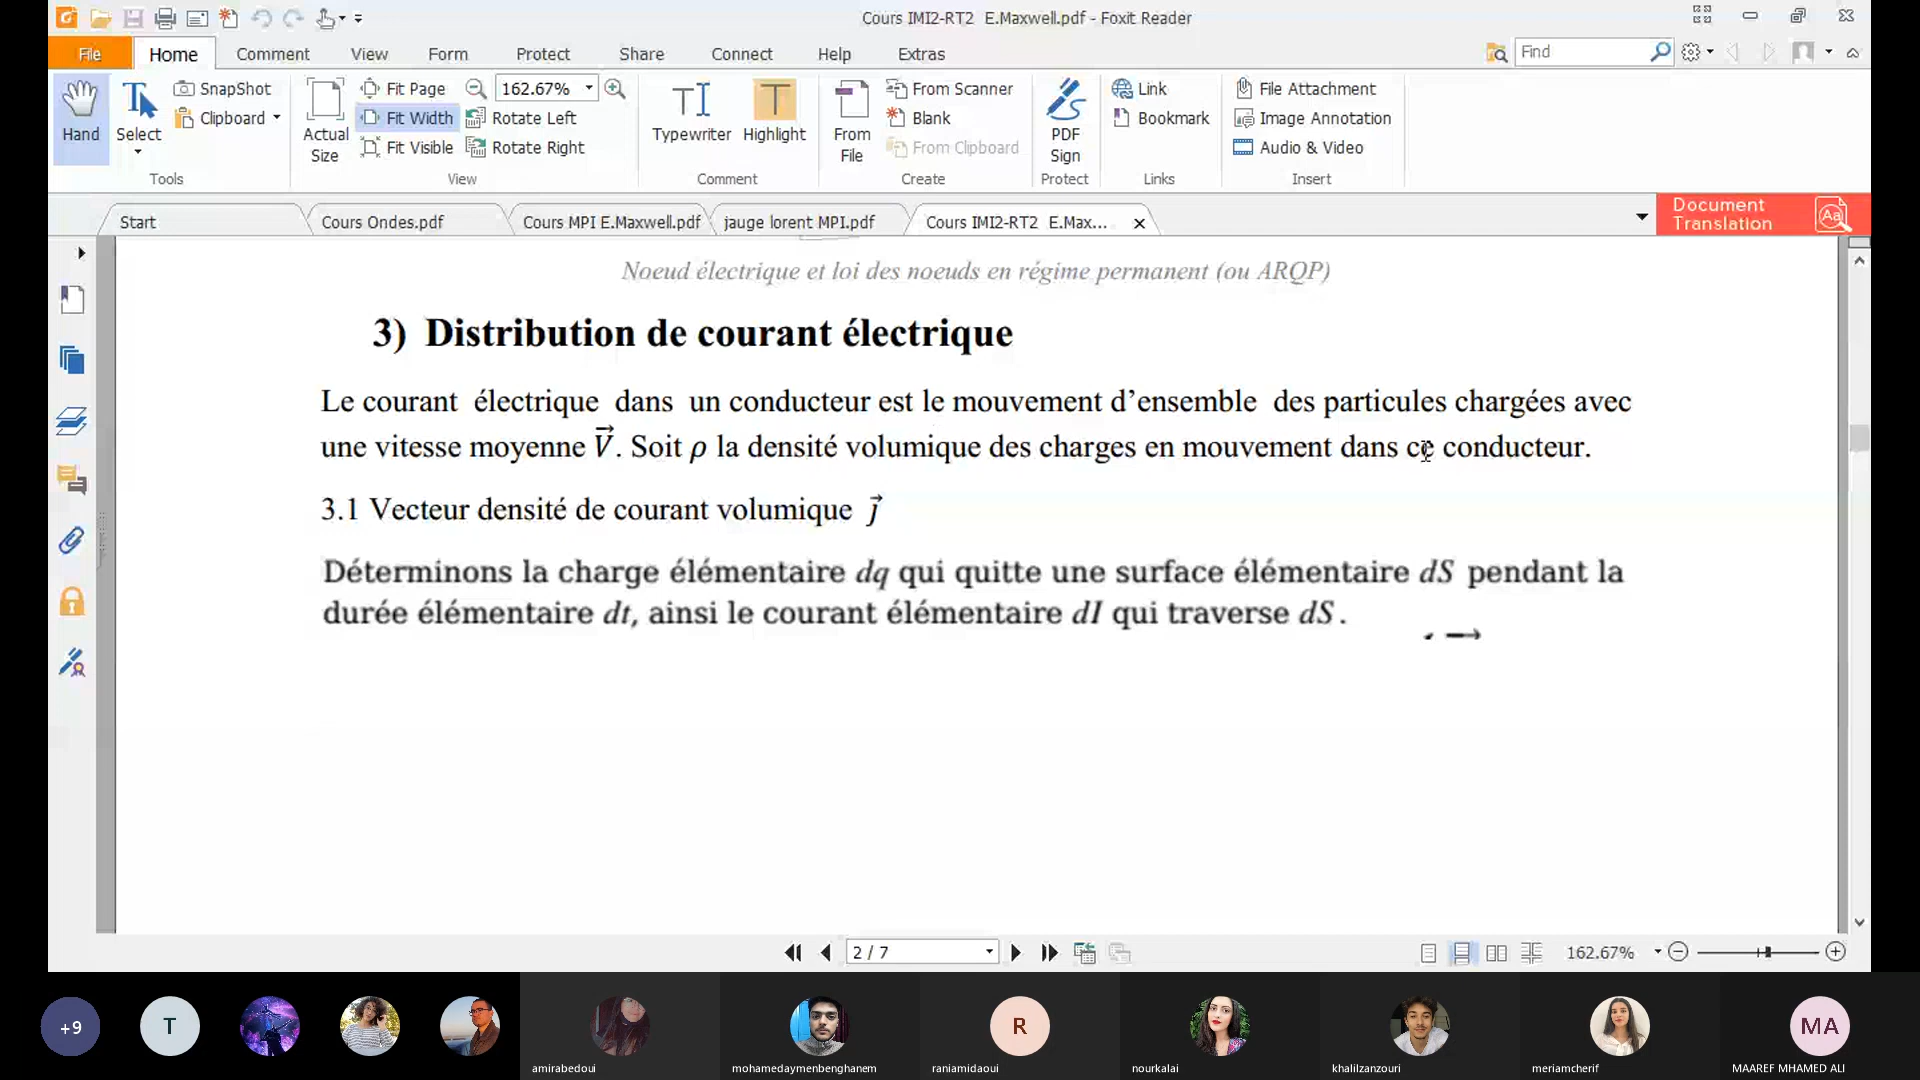 Cours IMI2-RT2 E.Maxwell.pdf - Foxit Reader
File Home Comment View Form Protect Share Connect Help Extras
Find
Hand
Select
SnapShot
Clipboard
Tools
Actual Size
Fit Page
Fit Width
Fit Visible
162.67%
Rotate Left
Rotate Right
View
Typewriter
Highlight
Comment
From File
From Scanner
Blank
From Clipboard
Create
PDF Sign
Protect
Link
Bookmark
Links
File Attachment
Image Annotation
Audio & Video
Insert
Start
Cours Ondes.pdf
Cours MPI E.Maxwell.pdf
jauge lorent MPI.pdf
Cours IMI2-RT2 E.Max...
Document
Translation
Noeud électrique et loi des noeuds en régime permanent (ou ARQP)
3) Distribution de courant électrique
Le courant électrique dans un conducteur est le mouvement d'ensemble des particules chargées avec
une vitesse moyenne V⃗. Soit ρ la densité volumique des charges en mouvement dans ce conducteur.
3.1 Vecteur densité de courant volumique j⃗
Déterminons la charge élémentaire dq qui quitte une surface élémentaire dS pendant la
durée élémentaire dt, ainsi le courant élémentaire dI qui traverse dS.
2 / 7
162.67%
+9
T
R
MA
amirabedoui
mohamedaymenbenghanem
raniamidaoui
nourkalai
khalilzanzouri
meriamcherif
MAAREF MHAMED ALI